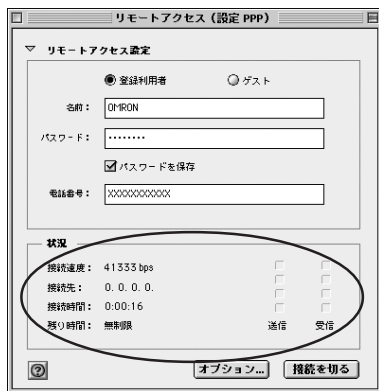 リモートアクセス（設定 PPP）
リモートアクセス設定
登録利用者 ゲスト
名前： OMRON
パスワード： ••••••••
パスワードを保存
電話番号： XXXXXXXXXXX
状況
接続速度： 41333 bps
接続先： 0. 0. 0. 0.
接続時間： 0:00:16
残り時間： 無制限 送信 受信
? オプション... 接続を切る